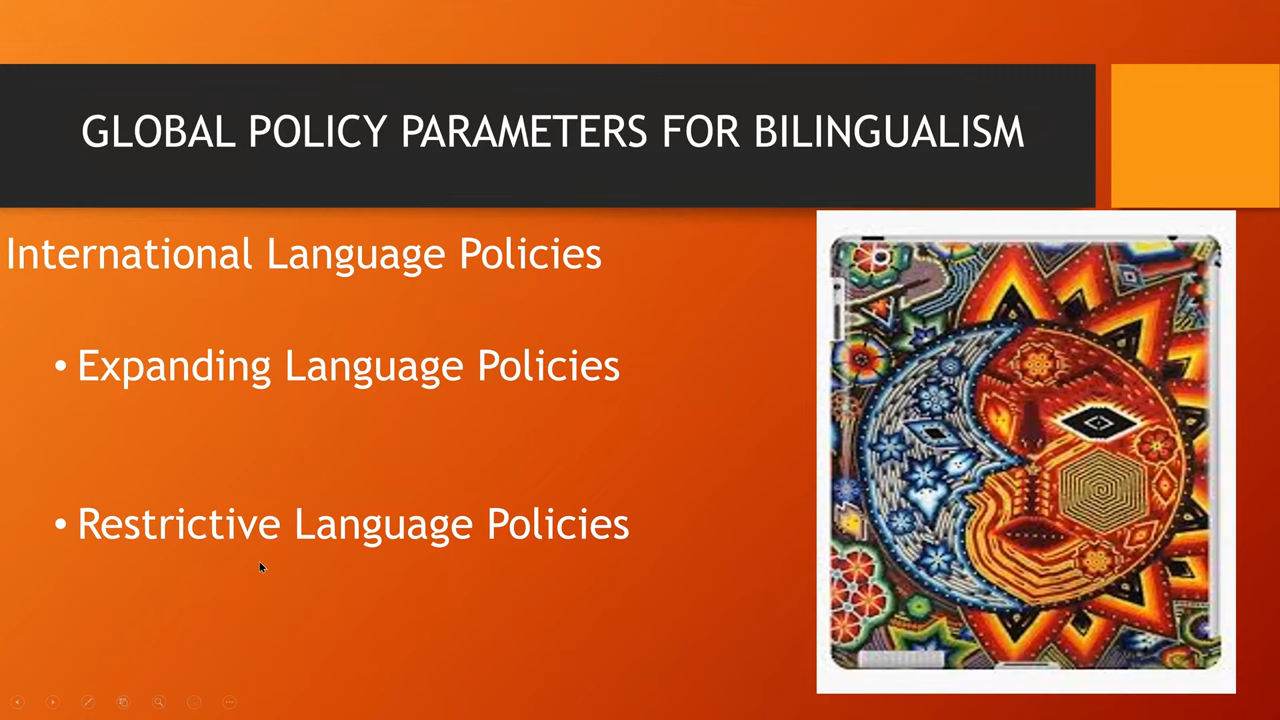 GLOBAL POLICY PARAMETERS FOR BILINGUALISM
International Language Policies
• Expanding Language Policies
• Restrictive Language Policies